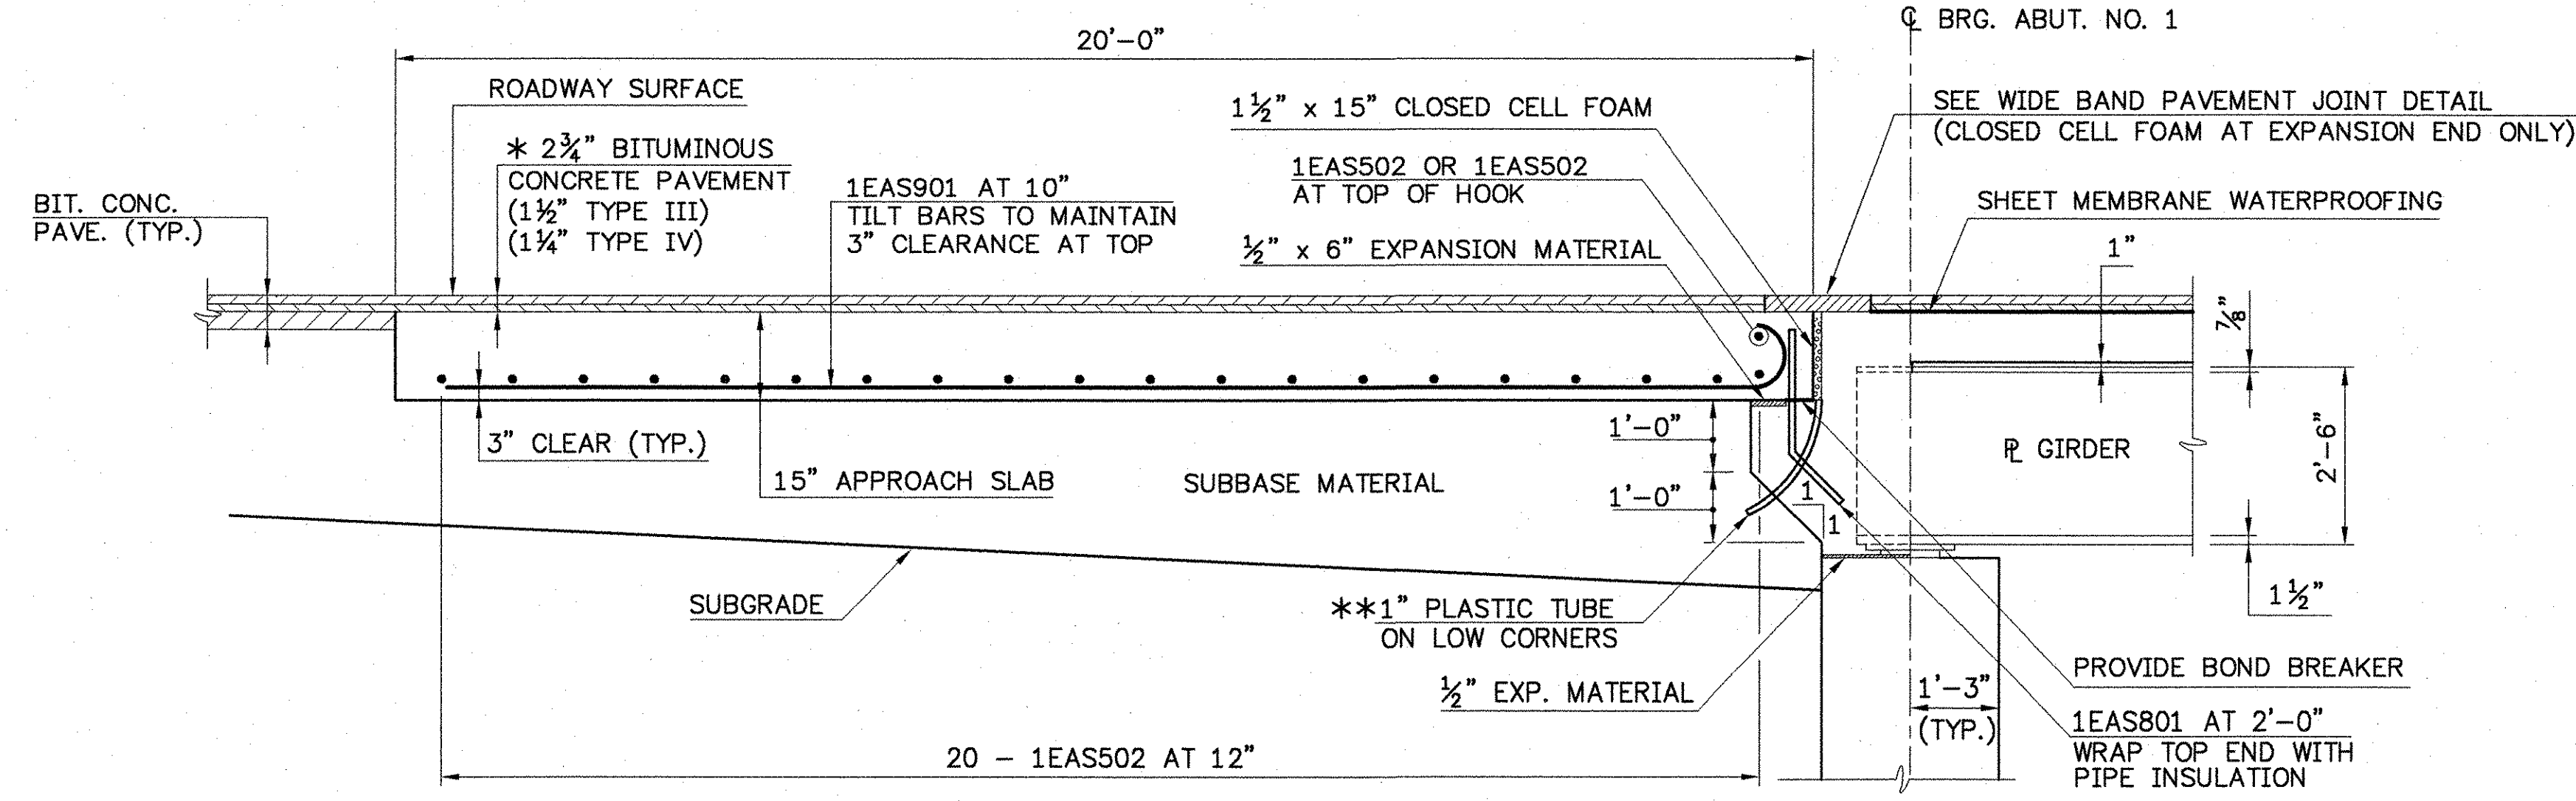 ℄ BRG. ABUT. NO. 1
20'-0"
ROADWAY SURFACE
1½" x 15" CLOSED CELL FOAM
SEE WIDE BAND PAVEMENT JOINT DETAIL
(CLOSED CELL FOAM AT EXPANSION END ONLY)
* 2¾" BITUMINOUS
CONCRETE PAVEMENT
(1½" TYPE III)
(1¼" TYPE IV)
1EAS502 OR 1EAS502
AT TOP OF HOOK
1EAS901 AT 10"
TILT BARS TO MAINTAIN
3" CLEARANCE AT TOP
BIT. CONC.
PAVE. (TYP.)
SHEET MEMBRANE WATERPROOFING
½" x 6" EXPANSION MATERIAL
1"
⅞"
3" CLEAR (TYP.)
1'-0"
℄ GIRDER
2'-6"
15" APPROACH SLAB
SUBBASE MATERIAL
1'-0"
1
1
SUBGRADE
**1" PLASTIC TUBE
ON LOW CORNERS
1½"
½" EXP. MATERIAL
PROVIDE BOND BREAKER
1'-3"
(TYP.)
1EAS801 AT 2'-0"
WRAP TOP END WITH
PIPE INSULATION
20 - 1EAS502 AT 12"